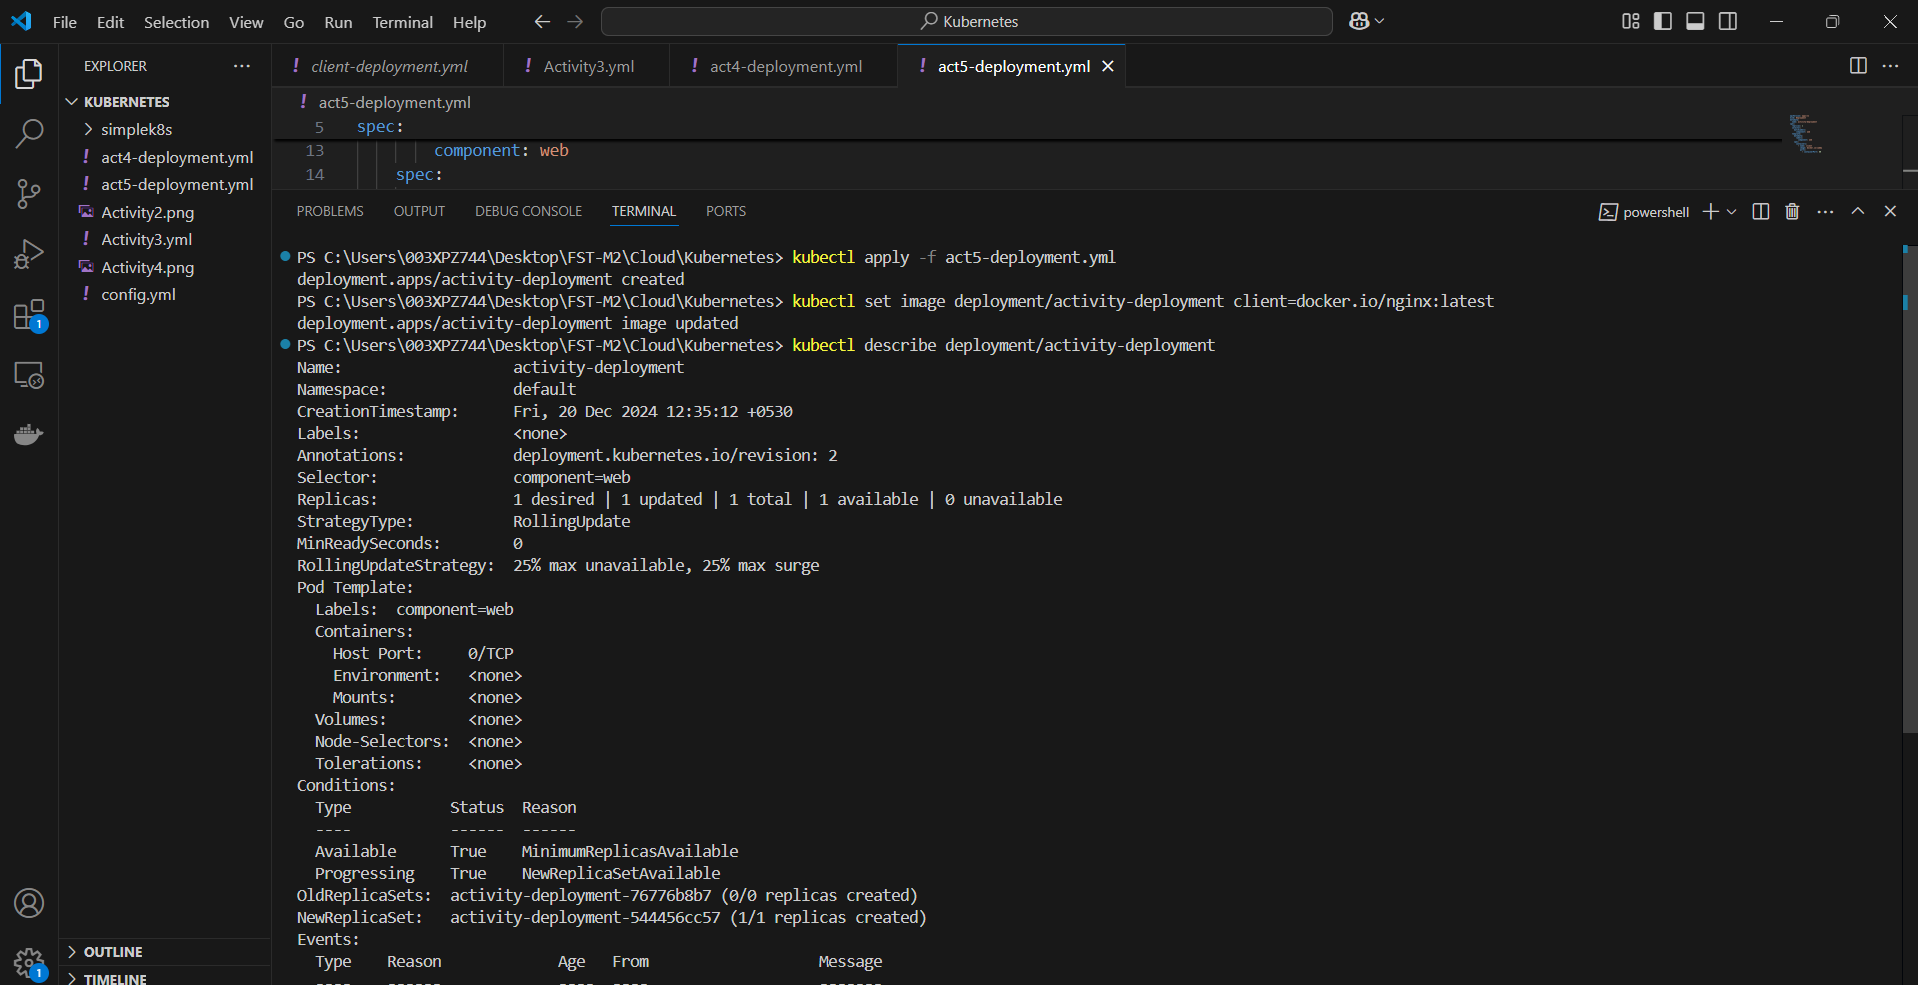 File Edit Selection View Go Run Terminal Help
Kubernetes
EXPLORER
KUBERNETES
simplek8s
act4-deployment.yml
act5-deployment.yml
Activity2.png
Activity3.yml
Activity4.png
config.yml
OUTLINE
TIMELINE
1
1
client-deployment.yml
Activity3.yml
act4-deployment.yml
act5-deployment.yml
act5-deployment.yml
5 spec:
13 component: web
14 spec:
PROBLEMS OUTPUT DEBUG CONSOLE TERMINAL PORTS
powershell
PS C:\Users\003XPZ744\Desktop\FST-M2\Cloud\Kubernetes> kubectl apply -f act5-deployment.yml
deployment.apps/activity-deployment created
PS C:\Users\003XPZ744\Desktop\FST-M2\Cloud\Kubernetes> kubectl set image deployment/activity-deployment client=docker.io/nginx:latest
deployment.apps/activity-deployment image updated
PS C:\Users\003XPZ744\Desktop\FST-M2\Cloud\Kubernetes> kubectl describe deployment/activity-deployment
Name: activity-deployment
Namespace: default
CreationTimestamp: Fri, 20 Dec 2024 12:35:12 +0530
Labels: <none>
Annotations: deployment.kubernetes.io/revision: 2
Selector: component=web
Replicas: 1 desired | 1 updated | 1 total | 1 available | 0 unavailable
StrategyType: RollingUpdate
MinReadySeconds: 0
RollingUpdateStrategy: 25% max unavailable, 25% max surge
Pod Template:
Labels: component=web
Containers:
Host Port: 0/TCP
Environment: <none>
Mounts: <none>
Volumes: <none>
Node-Selectors: <none>
Tolerations: <none>
Conditions:
Type Status Reason
---- ------ ------
Available True MinimumReplicasAvailable
Progressing True NewReplicaSetAvailable
OldReplicaSets: activity-deployment-76776b8b7 (0/0 replicas created)
NewReplicaSet: activity-deployment-544456cc57 (1/1 replicas created)
Events:
Type Reason Age From Message
---- ------ ---- ---- -------